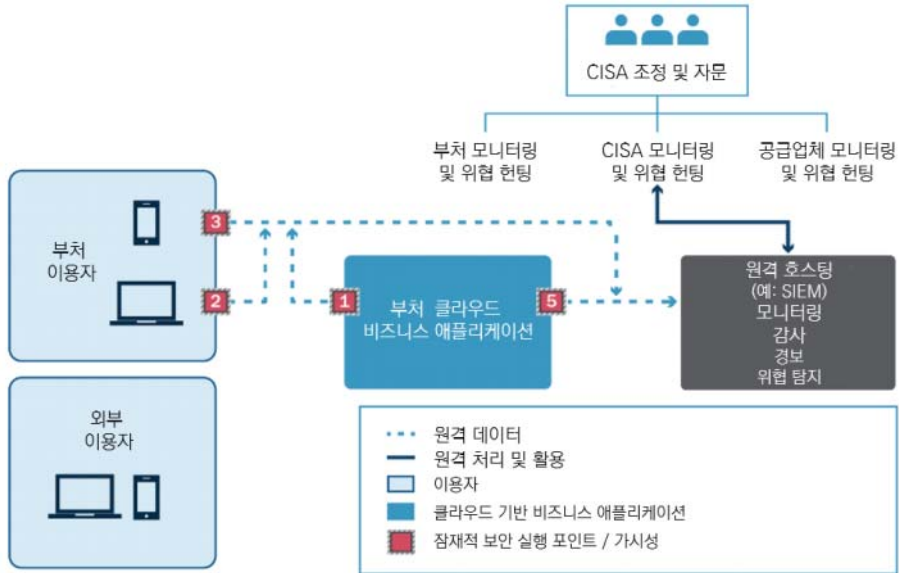 CISA 조정 및 자문
부처 모니터링
및 위협 헌팅
CISA 모니터링
및 위협 헌팅
공급업체 모니터링
및 위협 헌팅
부처
이용자
3
2
1
부처 클라우드
비즈니스 애플리케이션
5
원격 호스팅
(예: SIEM)
모니터링
감사
경보
위협 탐지
외부
이용자
원격 데이터
원격 처리 및 활용
이용자
클라우드 기반 비즈니스 애플리케이션
잠재적 보안 실행 포인트 / 가시성